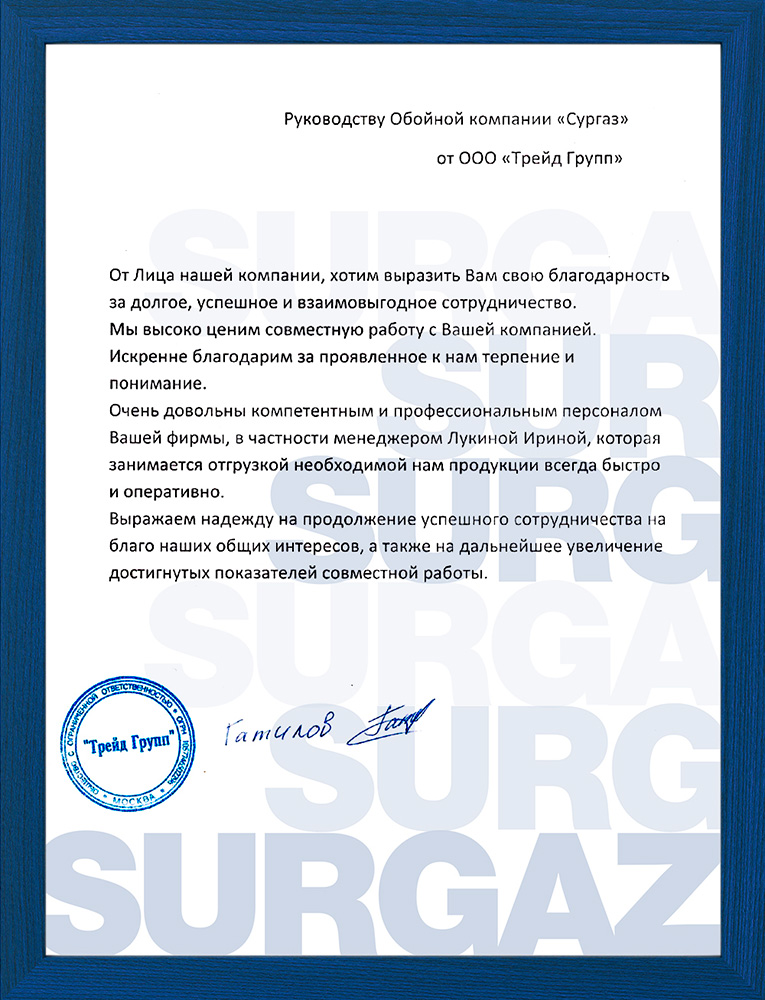 Руководству Обойной компании «Сургаз»
от ООО «Трейд Групп»
SURGA
От Лица нашей компании, хотим выразить Вам свою благодарность
за долгое, успешное и взаимовыгодное сотрудничество.
Мы высоко ценим совместную работу с Вашей компанией.
SUR
Искренне благодарим за проявленное к нам терпение и
понимание.
Очень довольны компетентным и профессиональным персоналом
Вашей фирмы, в частности менеджером Лукиной Ириной, которая
занимается отгрузкой необходимой нам продукции всегда быстро
и оперативно.
SURG
Выражаем надежду на продолжение успешного сотрудничества на
благо наших общих интересов, а также на дальнейшее увеличение
достигнутых показателей совместной работы.
SURGA
SURG
ОБЩЕСТВО С ОГРАНИЧЕННОЙ ОТВЕТСТВЕННОСТЬЮ * ОГРН
"Трейд Групп"
* МОСКВА *
Гатилов
SURGAZ